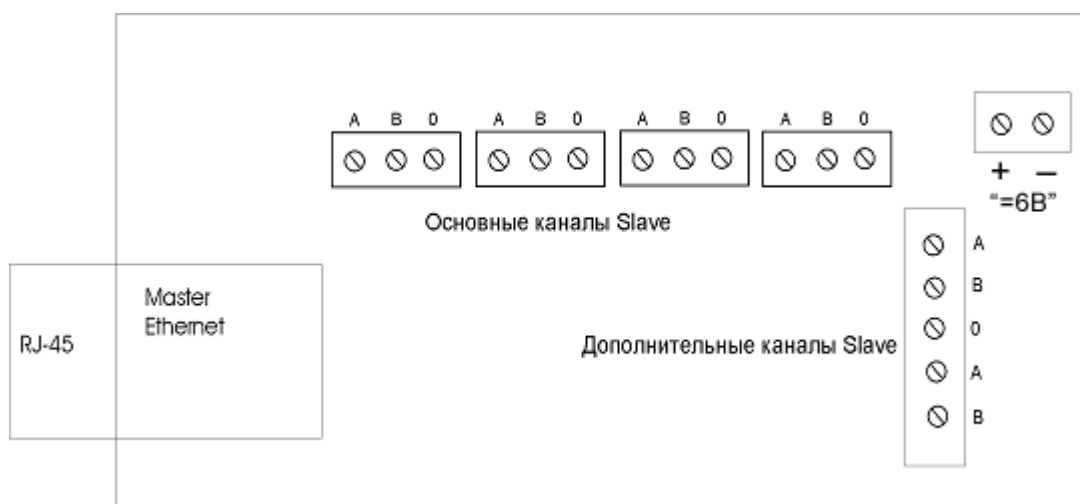 A B 0 A B 0 A B 0 A B 0
+ –
“=6В”
Основные каналы Slave
A
B
0
A
B
Master
Ethernet
RJ-45
Дополнительные каналы Slave